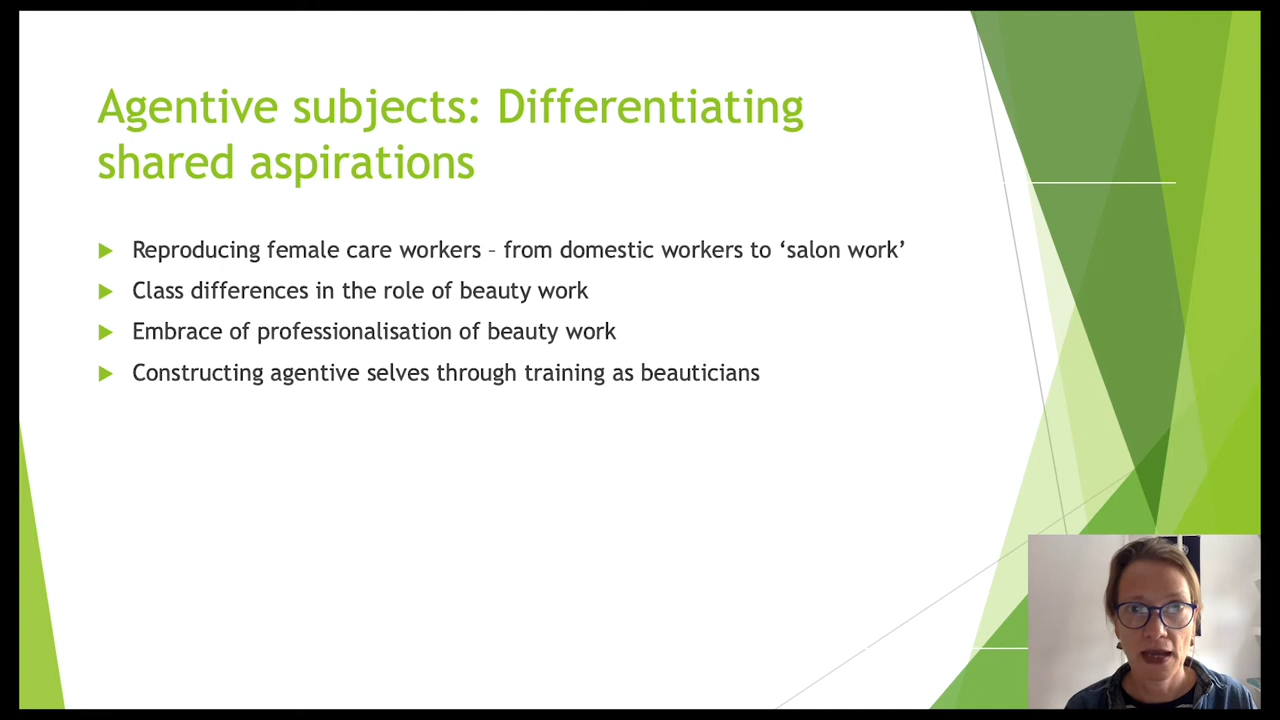 Agentive subjects: Differentiating
shared aspirations
Reproducing female care workers – from domestic workers to ‘salon work’
Class differences in the role of beauty work
Embrace of professionalisation of beauty work
Constructing agentive selves through training as beauticians